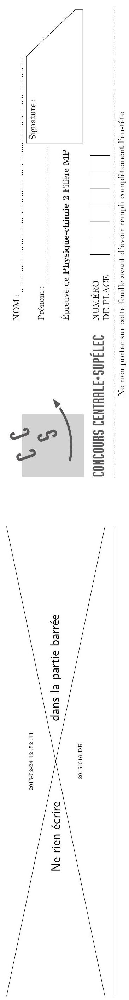 NOM :
Prénom :
Signature :
Épreuve de Physique-chimie 2 Filière MP
NUMÉRO
DE PLACE
C C S
CONCOURS CENTRALE•SUPÉLEC
Ne rien porter sur cette feuille avant d'avoir rempli complètement l'en-tête
2016-02-24 12 :52 :11
Ne rien écrire dans la partie barrée
2015-016-DR